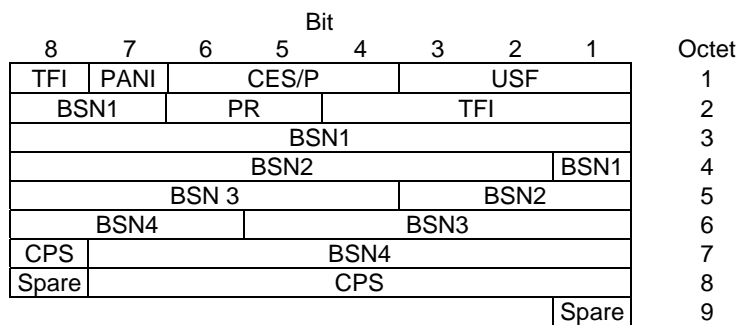 Bit
8 7 6 5 4 3 2 1 Octet
TFI PANI CES/P USF 1
BSN1 PR TFI 2
BSN1 3
BSN2 BSN1 4
BSN 3 BSN2 5
BSN4 BSN3 6
CPS BSN4 7
Spare CPS 8
Spare 9